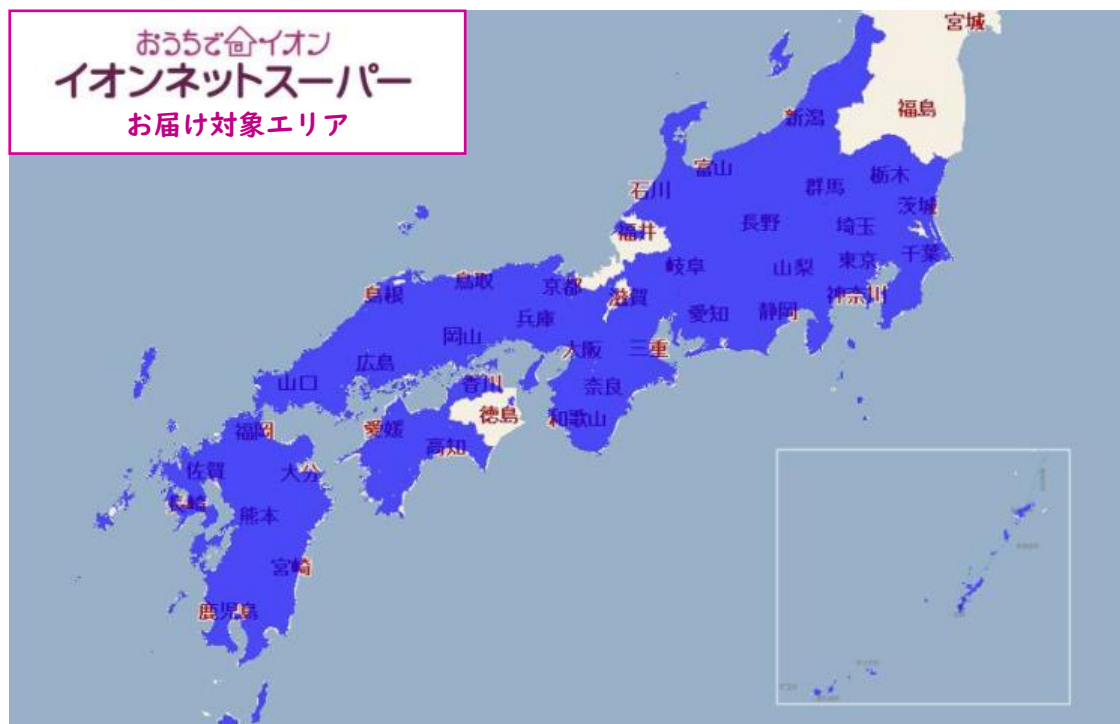 おうちでイオン
イオンネットスーパー
お届け対象エリア
宮城
福島
新潟
富山
石川
群馬
栃木
茨城
福井
長野
埼玉
岐阜
山梨
東京
千葉
鳥取
京都
滋賀
島根
神奈川
兵庫
愛知
静岡
岡山
大阪
三重
広島
山口
香川
奈良
徳島
和歌山
福岡
愛媛
高知
佐賀
大分
長崎
熊本
宮崎
鹿児島